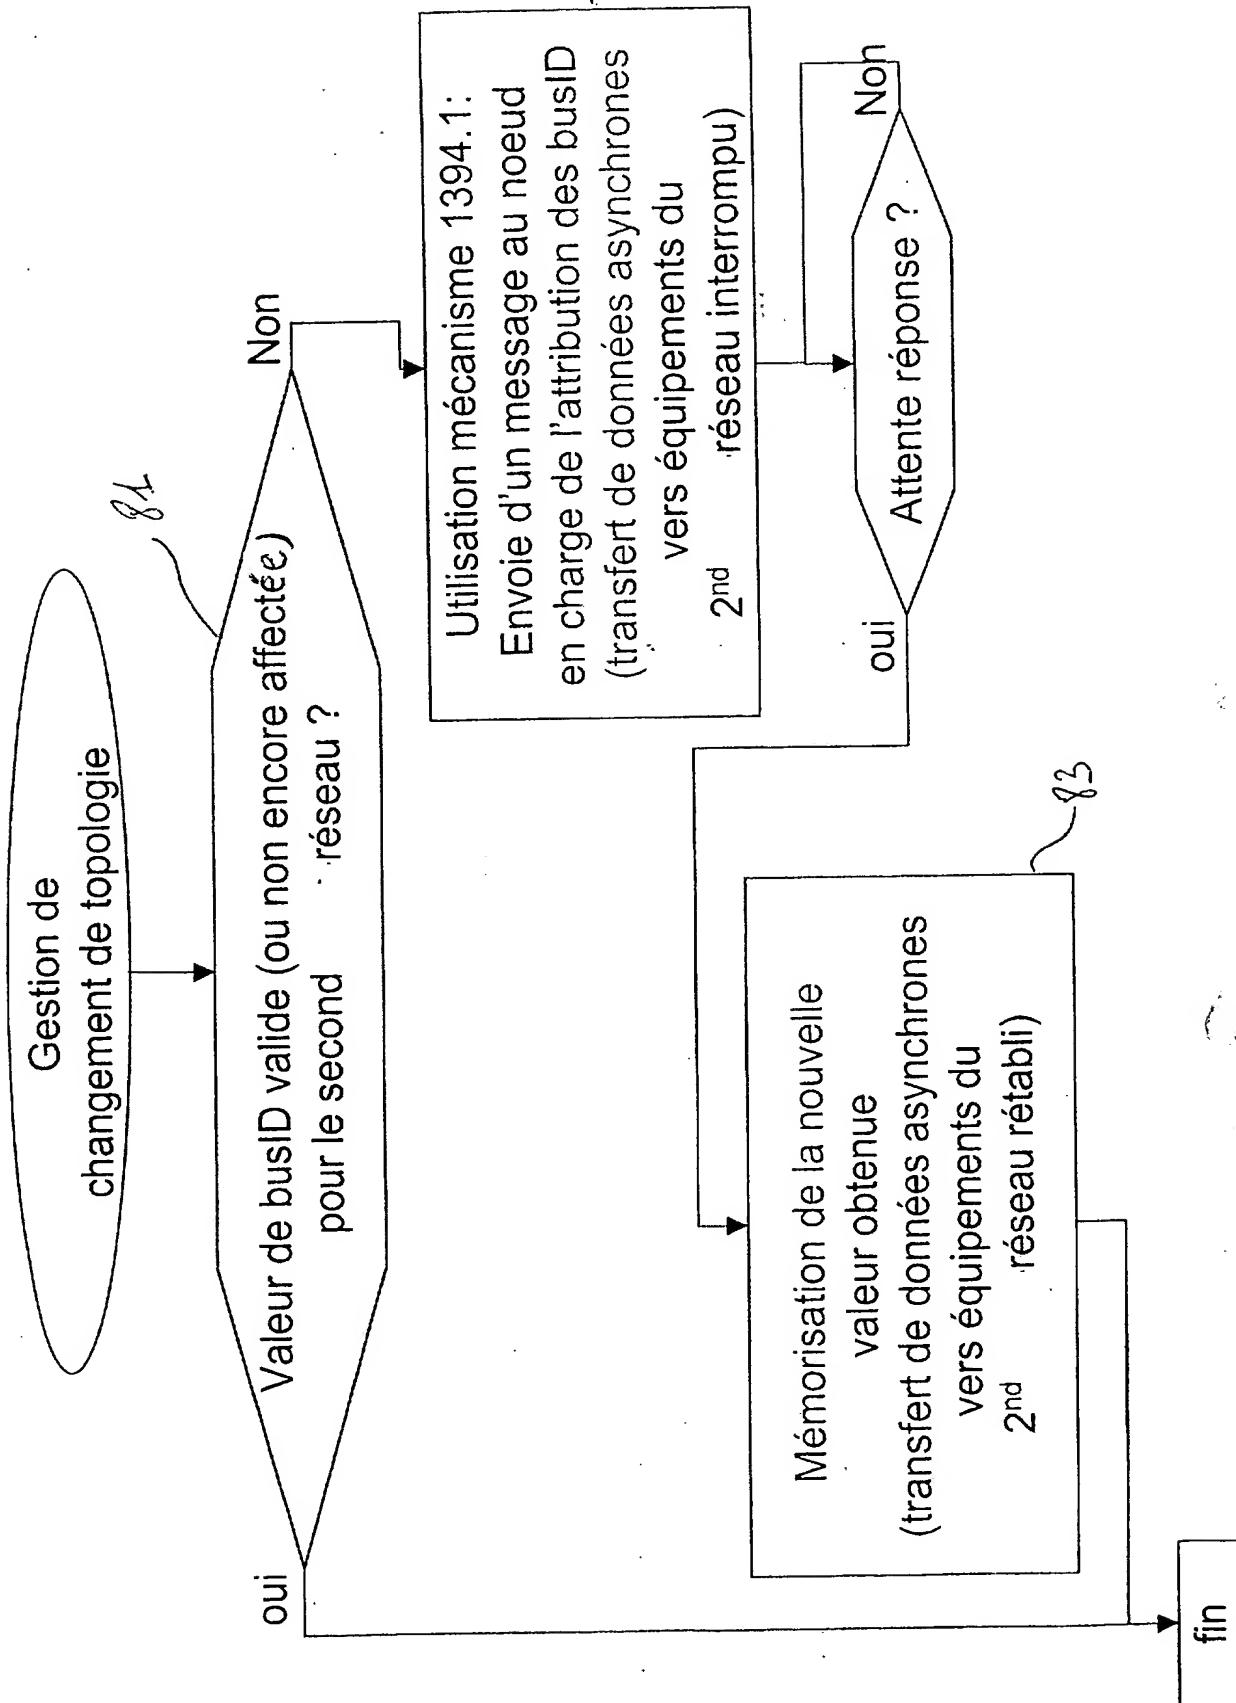 Gestion de
changement de topologie
81
Valeur de busID valide (ou non encore affectée)
pour le second réseau ?
oui
Non
Utilisation mécanisme 1394.1:
Envoie d'un message au noeud
en charge de l'attribution des busID
(transfert de données asynchrones
vers équipements du
2nd réseau interrompu)
Attente réponse ?
oui
Non
83
Mémorisation de la nouvelle
valeur obtenue
(transfert de données asynchrones
vers équipements du
2nd réseau rétabli)
fin